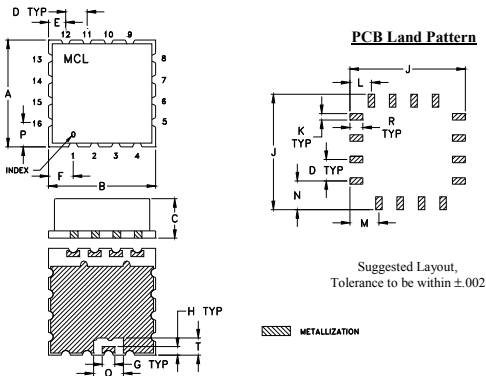 D TYP
E
12 11 10 9
PCB Land Pattern
MCL
13
14
15
16
8
7
6
5
A
P
INDEX
0
1 2 3 4
F
B
C
J
L
K
TYP
R
TYP
J
D TYP
N
M
Suggested Layout,
Tolerance to be within ±.002
H TYP
T
METALLIZATION
G TYP
Q